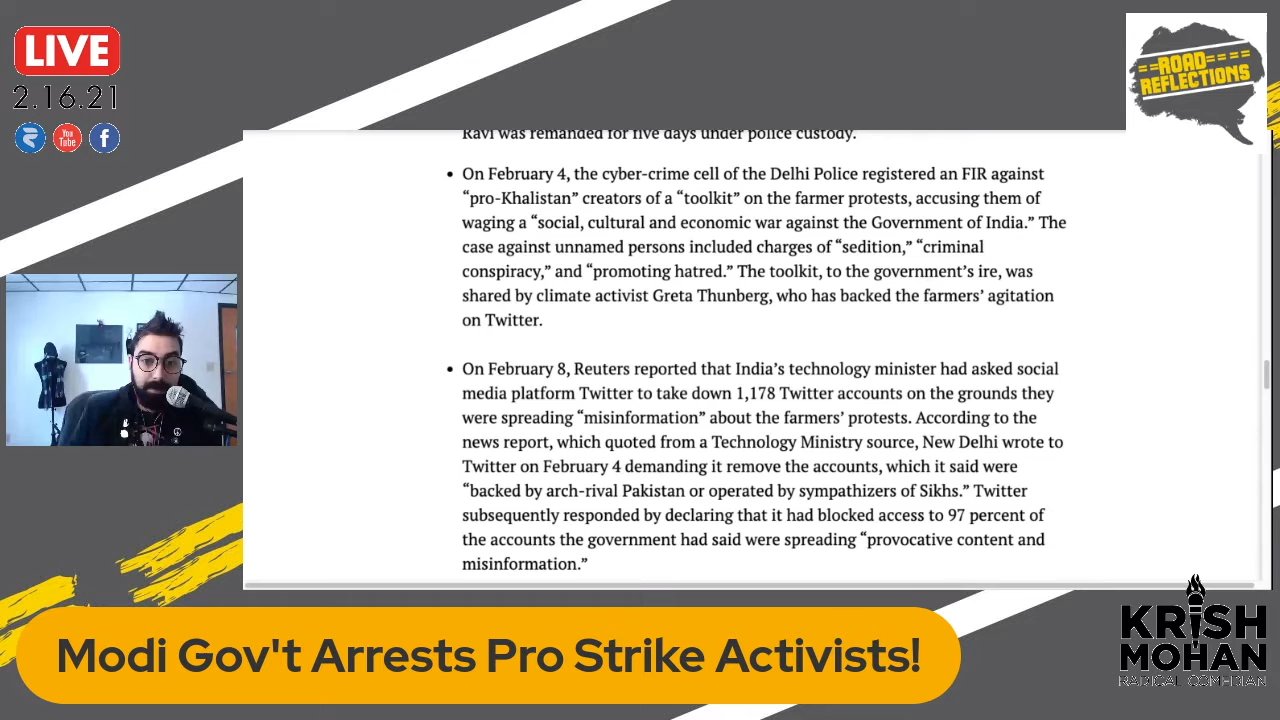 LIVE
2.16.21
You
Tube
f
==ROAD====
REFLECTIONS
Ravi was remanded for five days under police custody.
• On February 4, the cyber-crime cell of the Delhi Police registered an FIR against
“pro-Khalistan” creators of a “toolkit” on the farmer protests, accusing them of
waging a “social, cultural and economic war against the Government of India.” The
case against unnamed persons included charges of “sedition,” “criminal
conspiracy,” and “promoting hatred.” The toolkit, to the government’s ire, was
shared by climate activist Greta Thunberg, who has backed the farmers’ agitation
on Twitter.
• On February 8, Reuters reported that India’s technology minister had asked social
media platform Twitter to take down 1,178 Twitter accounts on the grounds they
were spreading “misinformation” about the farmers’ protests. According to the
news report, which quoted from a Technology Ministry source, New Delhi wrote to
Twitter on February 4 demanding it remove the accounts, which it said were
“backed by arch-rival Pakistan or operated by sympathizers of Sikhs.” Twitter
subsequently responded by declaring that it had blocked access to 97 percent of
the accounts the government had said were spreading “provocative content and
misinformation.”
Modi Gov't Arrests Pro Strike Activists!
KRISH
MOHAN
RADICAL COMEDIAN